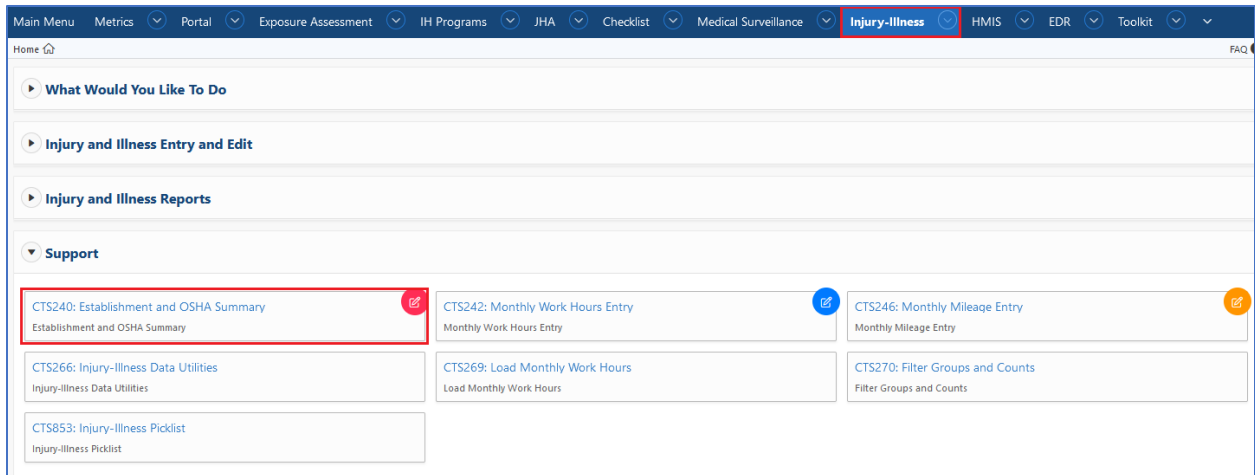 Main Menu Metrics Portal Exposure Assessment IH Programs JHA Checklist Medical Surveillance Injury-Illness HMIS EDR Toolkit
Home FAQ
What Would You Like To Do
Injury and Illness Entry and Edit
Injury and Illness Reports
Support
CTS240: Establishment and OSHA Summary CTS242: Monthly Work Hours Entry CTS246: Monthly Mileage Entry
Establishment and OSHA Summary Monthly Work Hours Entry Monthly Mileage Entry
CTS266: Injury-Illness Data Utilities CTS269: Load Monthly Work Hours CTS270: Filter Groups and Counts
Injury-Illness Data Utilities Load Monthly Work Hours Filter Groups and Counts
CTS853: Injury-Illness Picklist
Injury-Illness Picklist